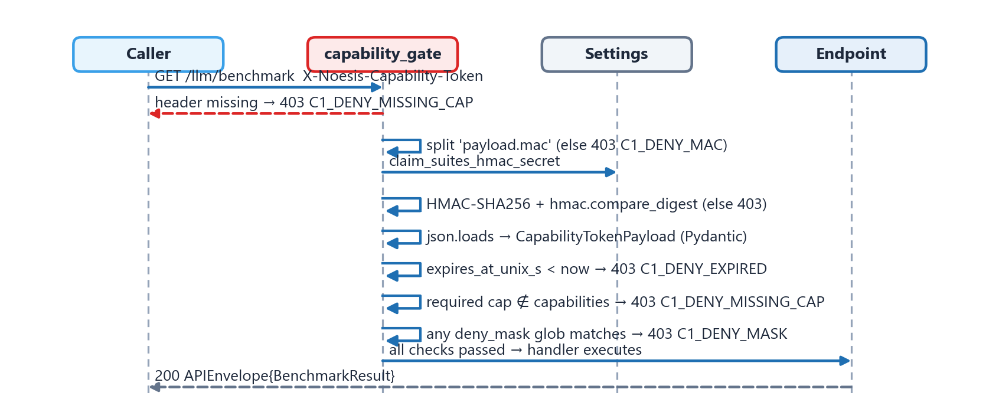 Caller
capability_gate
Settings
Endpoint
GET /llm/benchmark  X-Noesis-Capability-Token
header missing → 403 C1_DENY_MISSING_CAP
split 'payload.mac' (else 403 C1_DENY_MAC)
claim_suites_hmac_secret
HMAC-SHA256 + hmac.compare_digest (else 403)
json.loads → CapabilityTokenPayload (Pydantic)
expires_at_unix_s < now → 403 C1_DENY_EXPIRED
required cap ∉ capabilities → 403 C1_DENY_MISSING_CAP
any deny_mask glob matches → 403 C1_DENY_MASK
all checks passed → handler executes
200 APIEnvelope{BenchmarkResult}